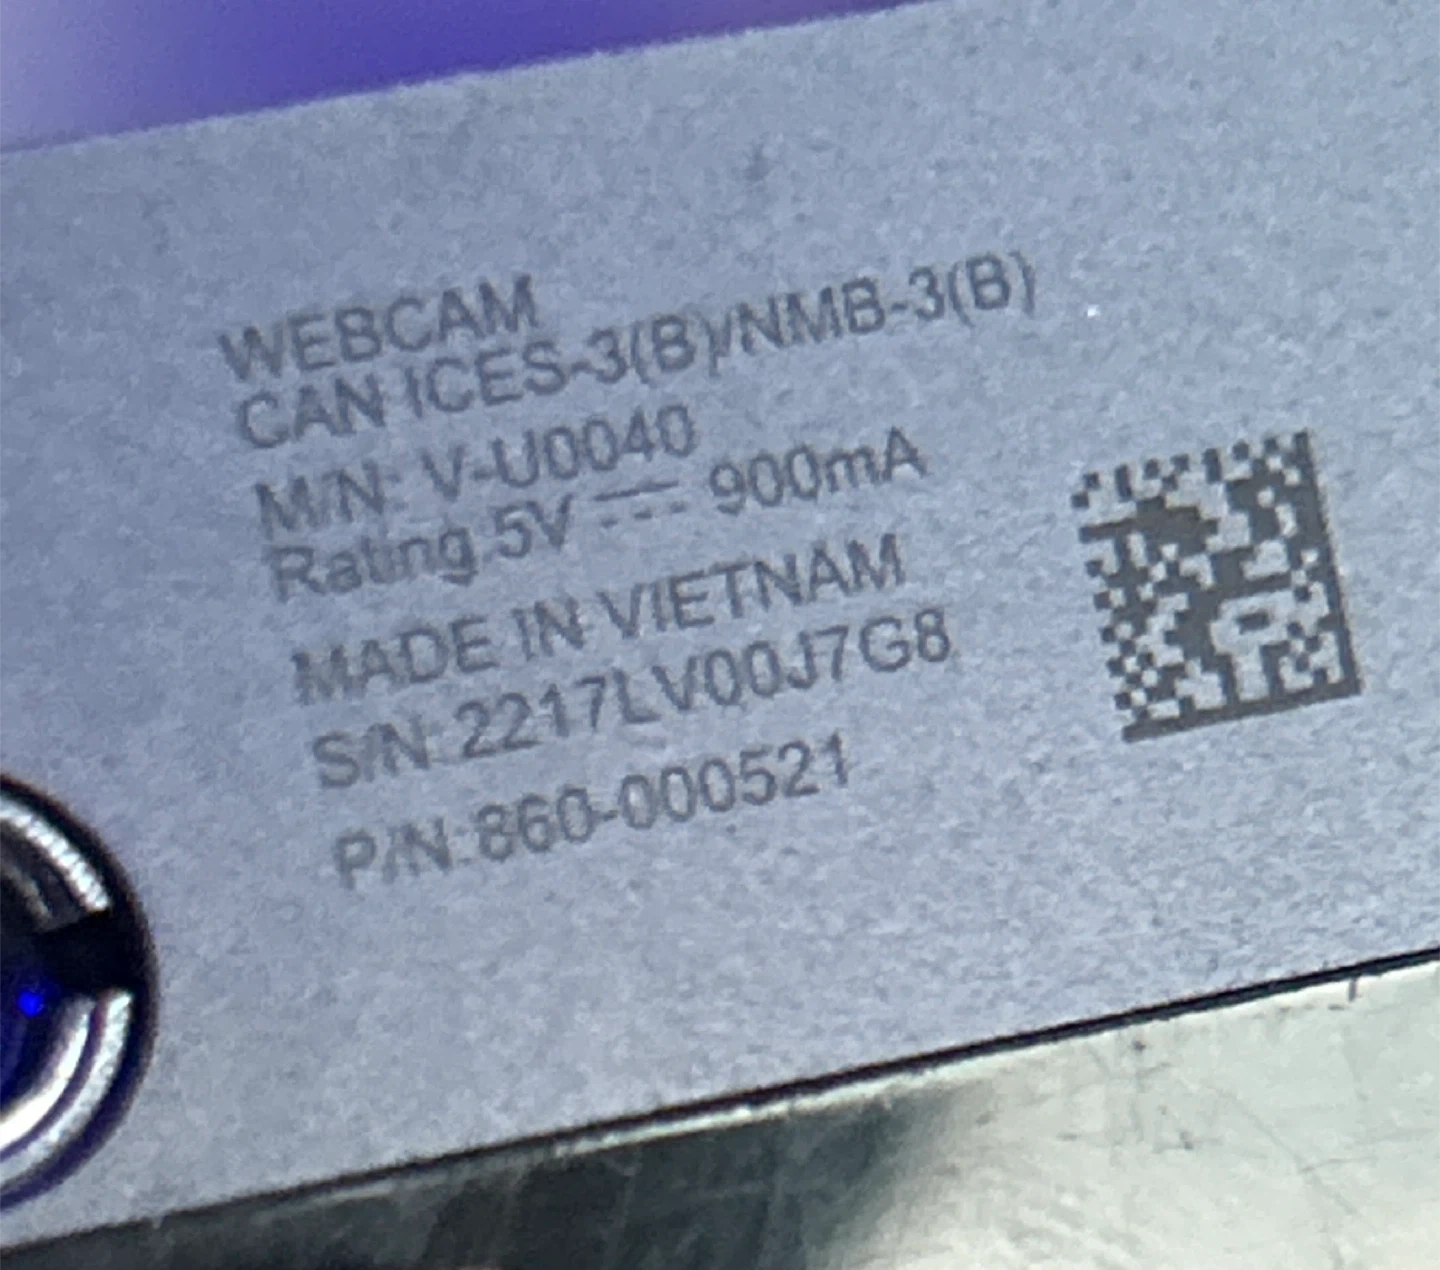 WEBCAM
CAN ICES-3(B)/NMB-3(B)
M/N: V-U0040
Rating 5V ⎓ 900mA
MADE IN VIETNAM
S/N: 2217LV00J7G8
P/N: 860-000521